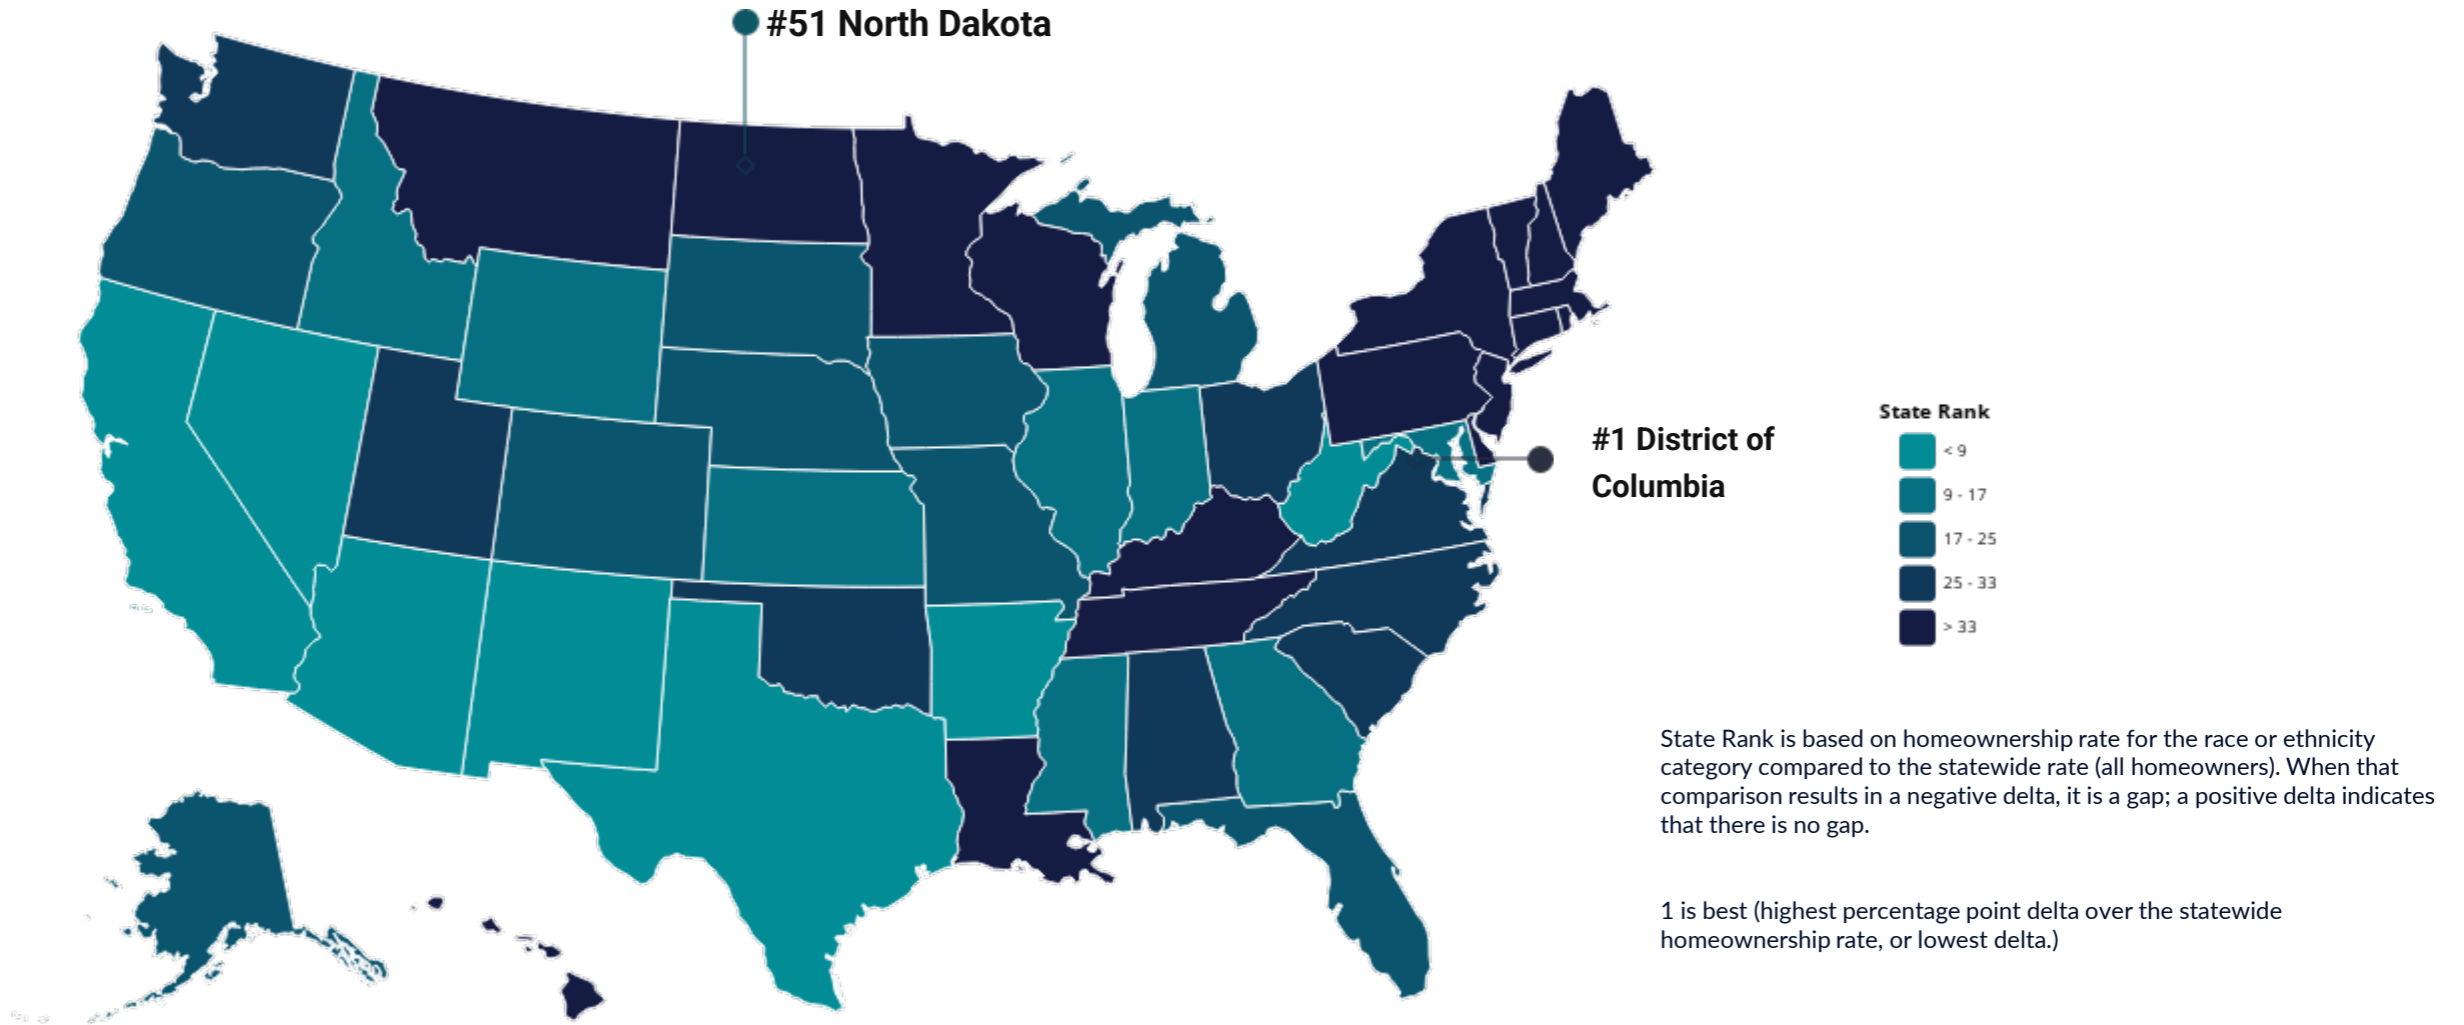 #51 North Dakota
#1 District of
Columbia
State Rank
< 9
9 - 17
17 - 25
25 - 33
> 33
State Rank is based on homeownership rate for the race or ethnicity
category compared to the statewide rate (all homeowners). When that
comparison results in a negative delta, it is a gap; a positive delta indicates
that there is no gap.
1 is best (highest percentage point delta over the statewide
homeownership rate, or lowest delta.)